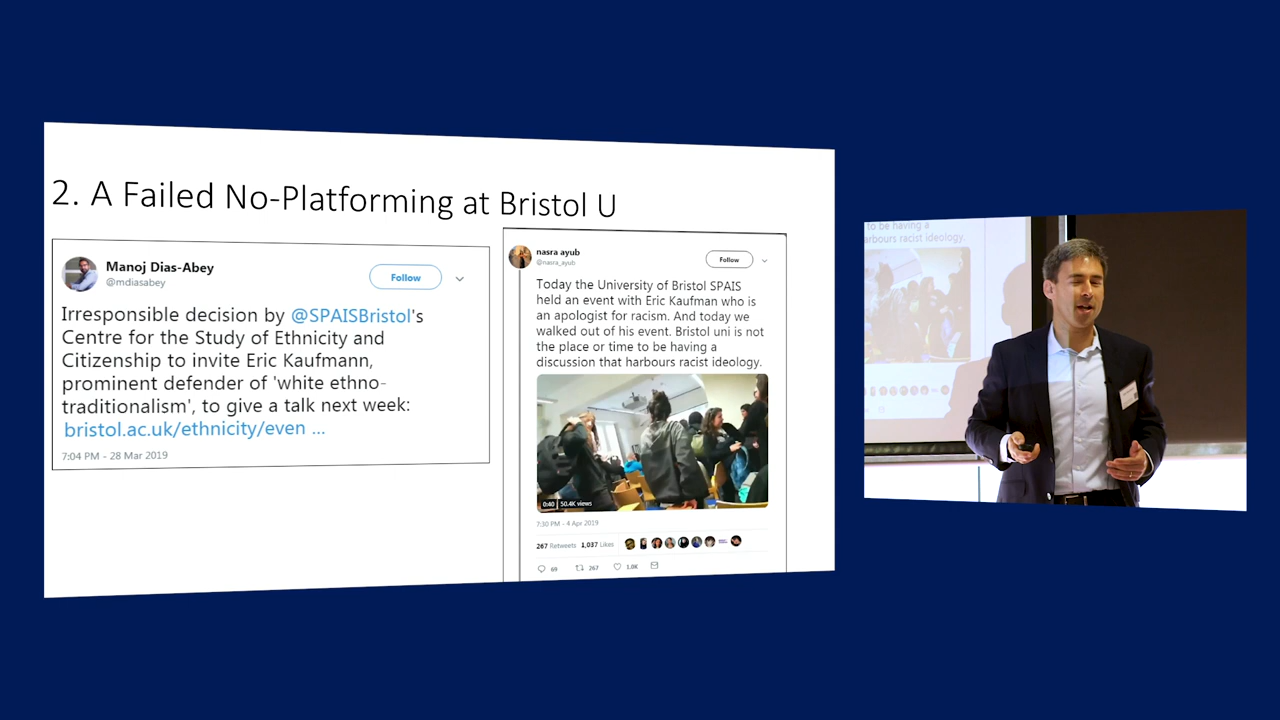 2. A Failed No-Platforming at Bristol U
Manoj Dias-Abey
@mdiasabey
Follow
Irresponsible decision by @SPAISBristol's
Centre for the Study of Ethnicity and
Citizenship to invite Eric Kaufmann,
prominent defender of 'white ethno-
traditionalism', to give a talk next week:
bristol.ac.uk/ethnicity/even ...
7:04 PM - 28 Mar 2019
nasra ayub
@nasra_ayub
Follow
Today the University of Bristol SPAIS
held an event with Eric Kaufman who is
an apologist for racism. And today we
walked out of his event. Bristol uni is not
the place or time to be having a
discussion that harbours racist ideology.
0:40 50.4K views
7:30 PM - 4 Apr 2019
267 Retweets 1,037 Likes
69 267 1.0K
to be having a
arbours racist ideology.